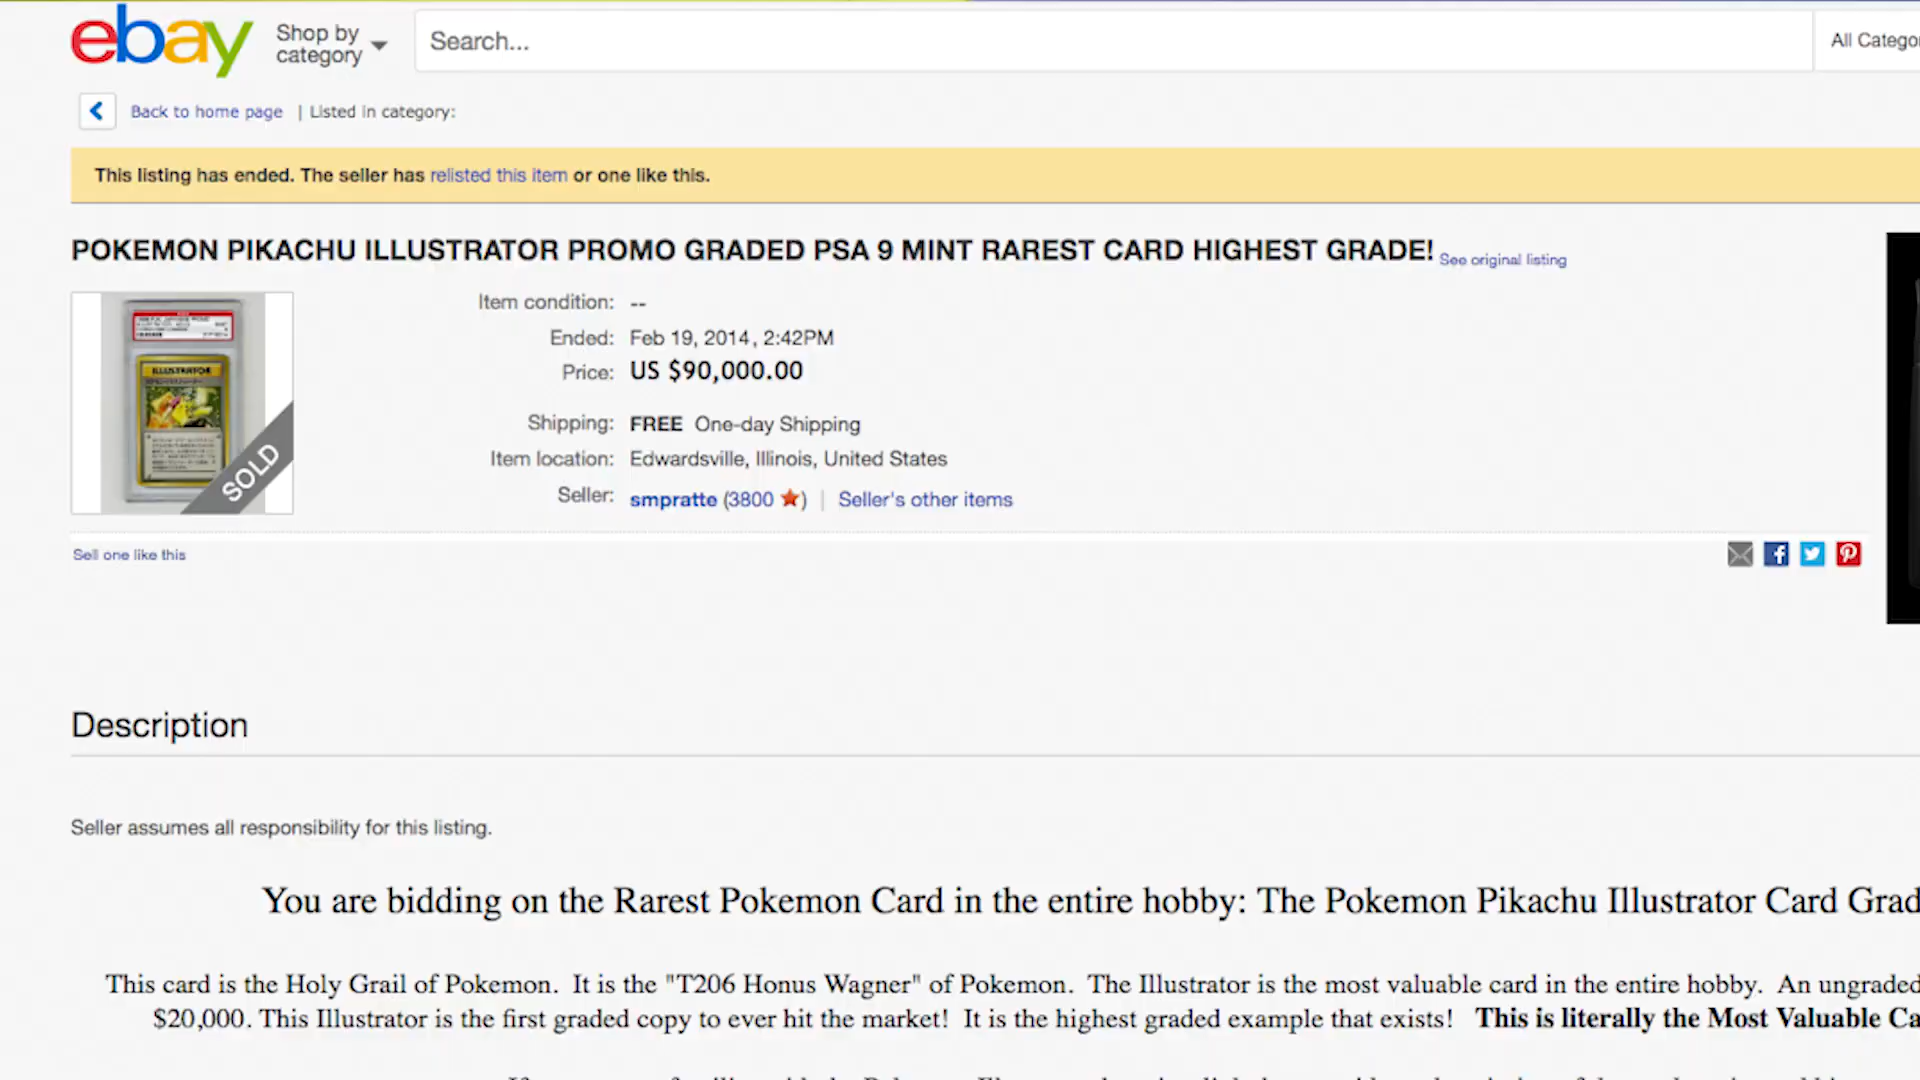 ebay
Shop by
category
Search...
All Catego
Back to home page | Listed in category:
This listing has ended. The seller has relisted this item or one like this.
POKEMON PIKACHU ILLUSTRATOR PROMO GRADED PSA 9 MINT RAREST CARD HIGHEST GRADE! See original listing
ILLUSTRATOR
SOLD
Item condition: --
Ended: Feb 19, 2014, 2:42PM
Price: US $90,000.00
Shipping: FREE One-day Shipping
Item location: Edwardsville, Illinois, United States
Seller: smpratte (3800 ★) | Seller's other items
Sell one like this
Description
Seller assumes all responsibility for this listing.
You are bidding on the Rarest Pokemon Card in the entire hobby: The Pokemon Pikachu Illustrator Card Grad
This card is the Holy Grail of Pokemon. It is the "T206 Honus Wagner" of Pokemon. The Illustrator is the most valuable card in the entire hobby. An ungraded
$20,000. This Illustrator is the first graded copy to ever hit the market! It is the highest graded example that exists! This is literally the Most Valuable Ca